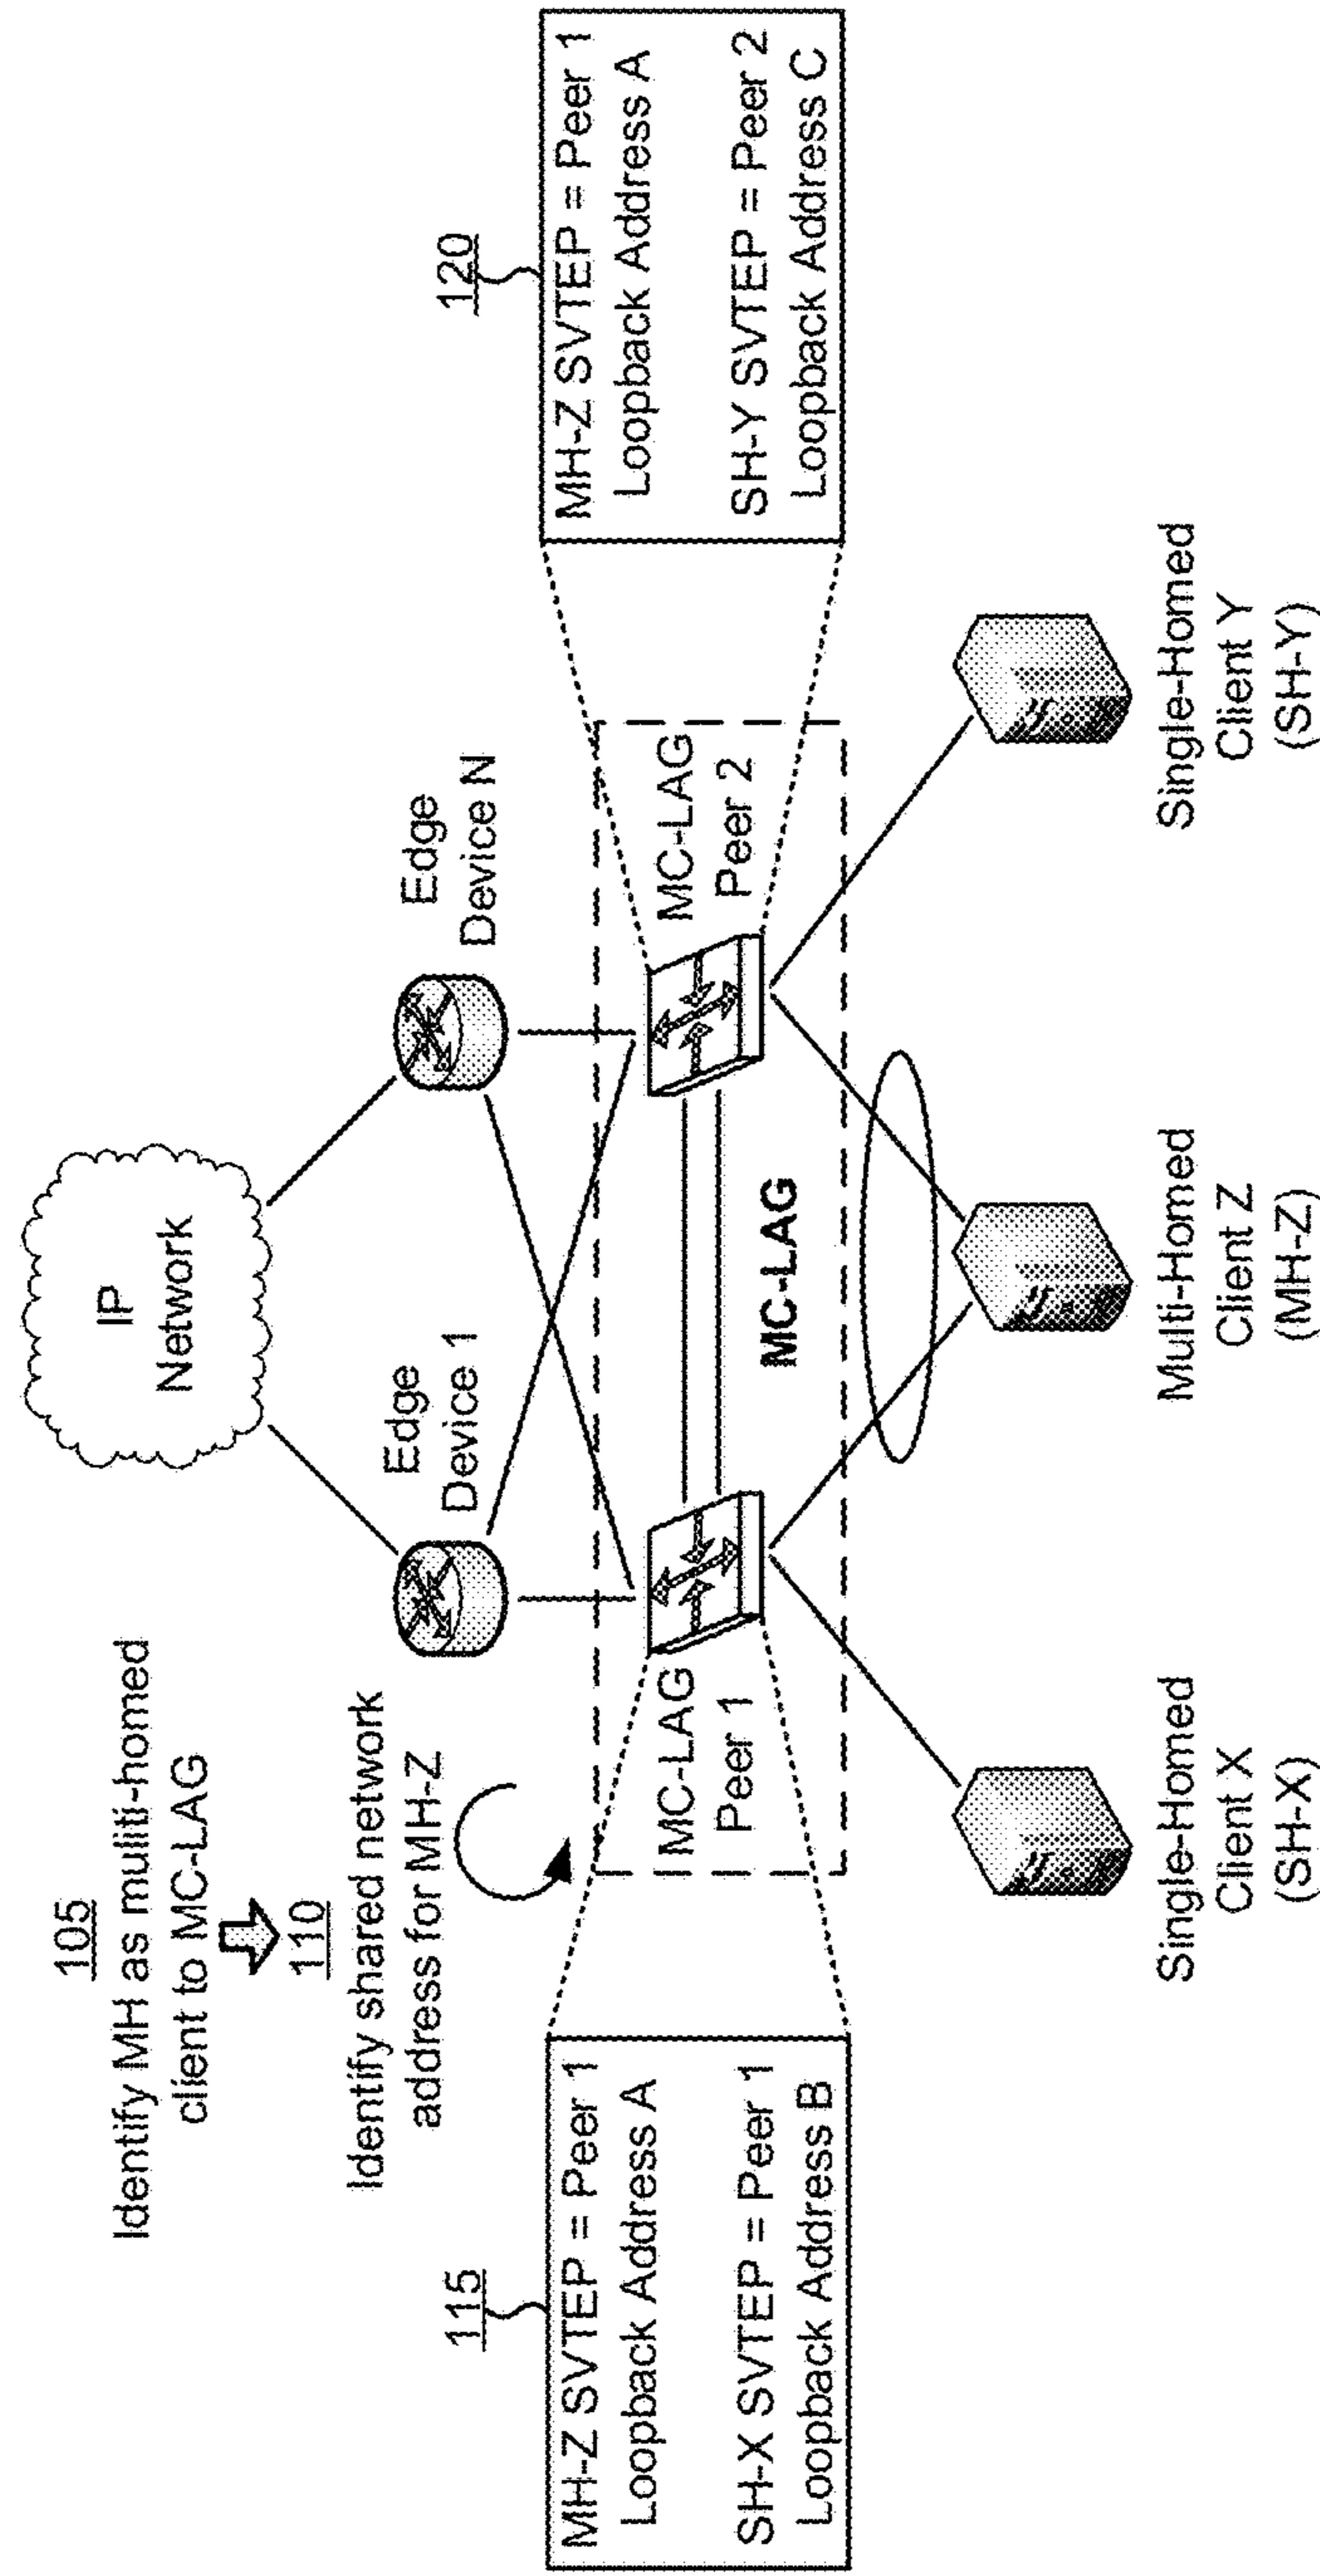 105
Identify MH as muliti-homed
client to MC-LAG
110
Identify shared network
address for MH-Z
IP
Network
Edge
Device 1
Edge
Device N
115
MH-Z SVTEP = Peer 1
Loopback Address A
SH-X SVTEP = Peer 1
Loopback Address B
MC-LAG
Peer 1
MC-LAG
MC-LAG
Peer 2
120
MH-Z SVTEP = Peer 1
Loopback Address A
SH-Y SVTEP = Peer 2
Loopback Address C
Single-Homed
Client X
(SH-X)
Multi-Homed
Client Z
(MH-Z)
Single-Homed
Client Y
(SH-Y)